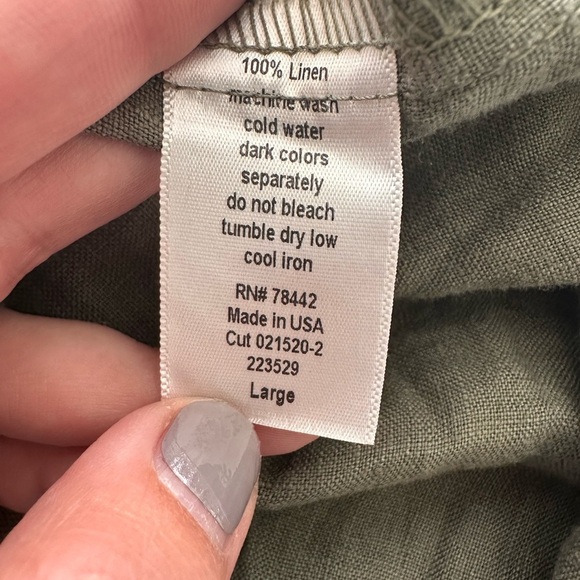 100% Linen
machine wash
cold water
dark colors
separately
do not bleach
tumble dry low
cool iron
RN# 78442
Made in USA
Cut 021520-2
223529
Large